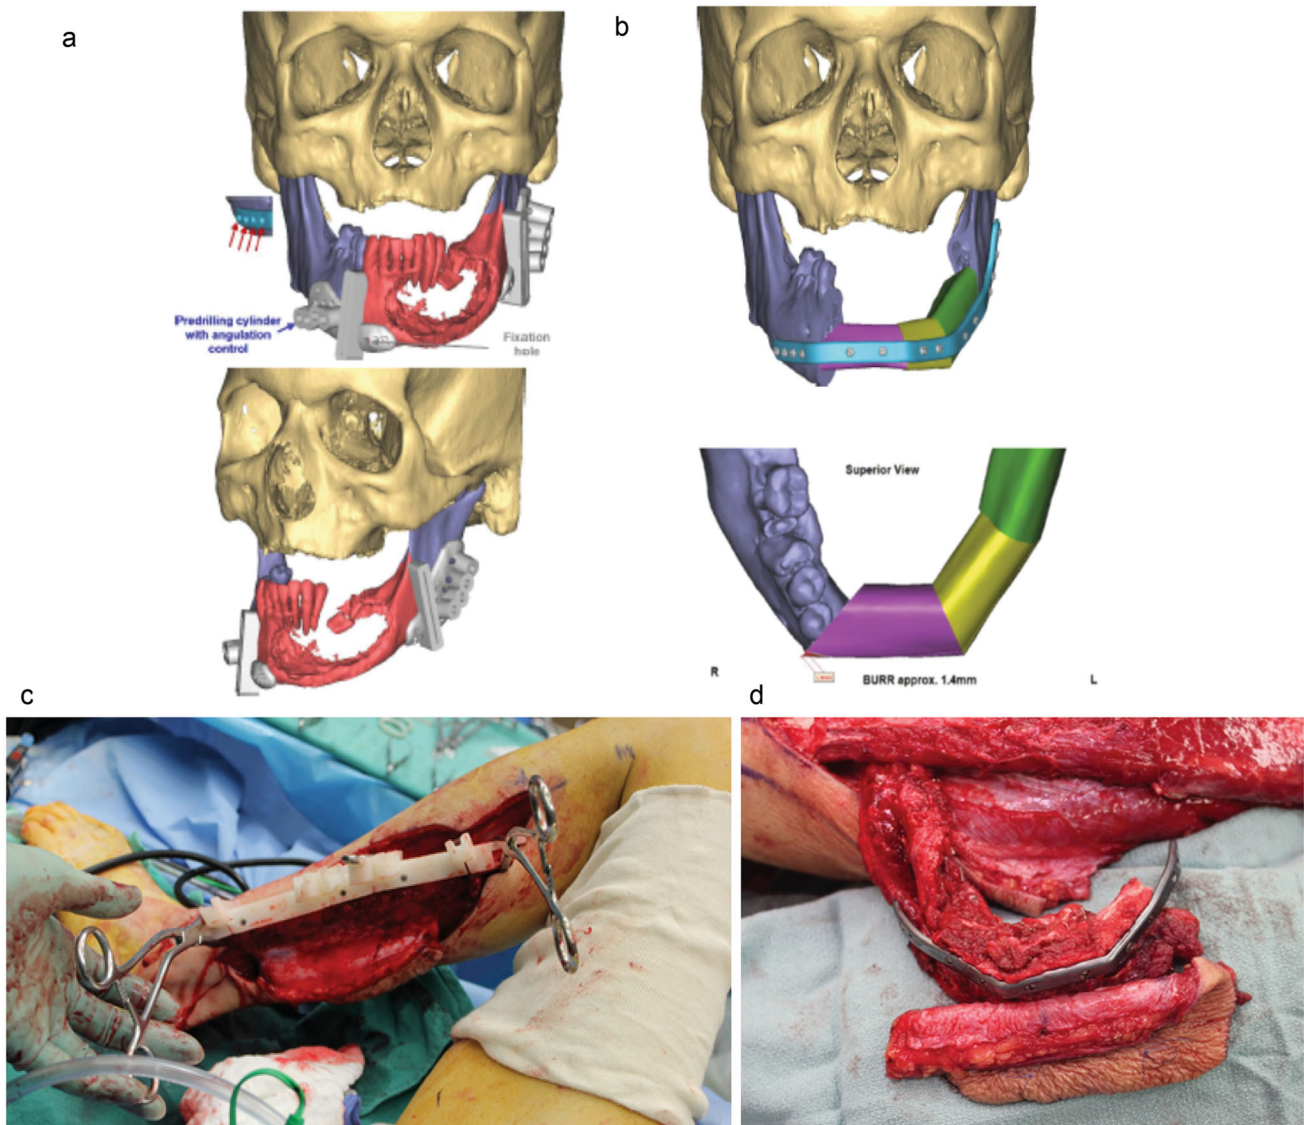 a
b
Predrilling cylinder
with angulation
control
Fixation
hole
Superior View
R
BURR approx. 1.4mm
L
c
d